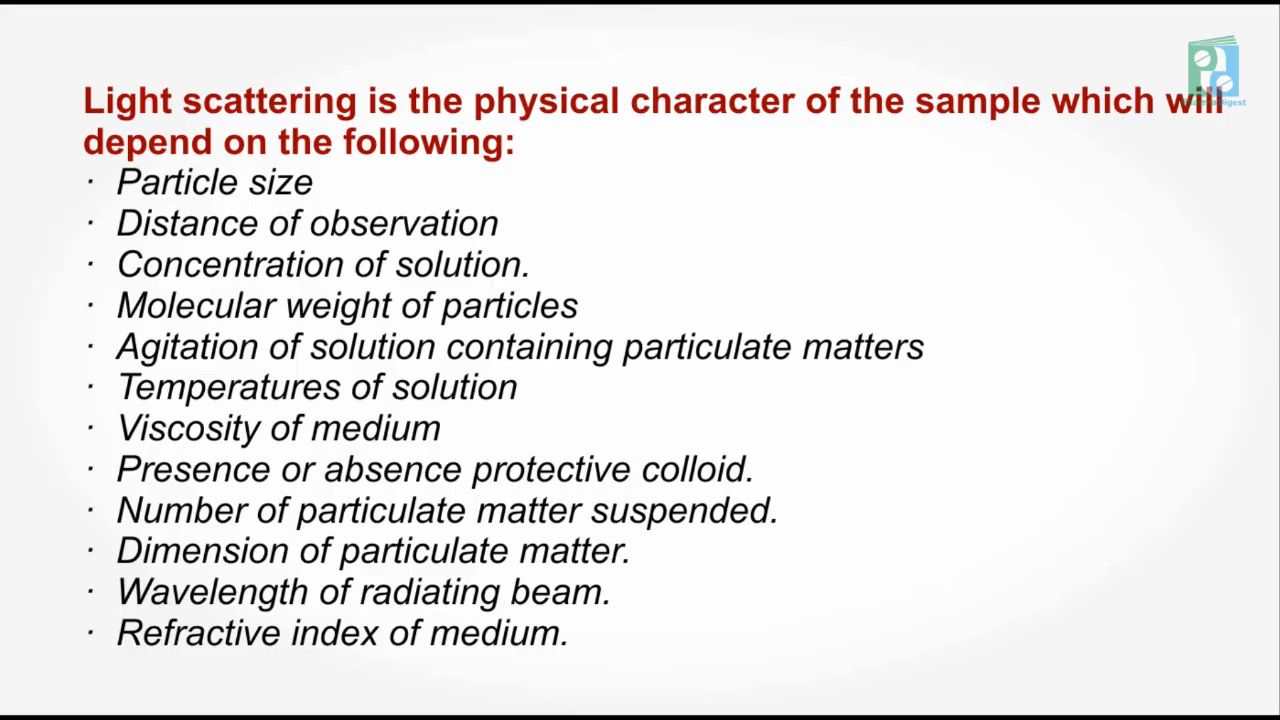 Light scattering is the physical character of the sample which will
depend on the following:
· Particle size
· Distance of observation
· Concentration of solution.
· Molecular weight of particles
· Agitation of solution containing particulate matters
· Temperatures of solution
· Viscosity of medium
· Presence or absence protective colloid.
· Number of particulate matter suspended.
· Dimension of particulate matter.
· Wavelength of radiating beam.
· Refractive index of medium.